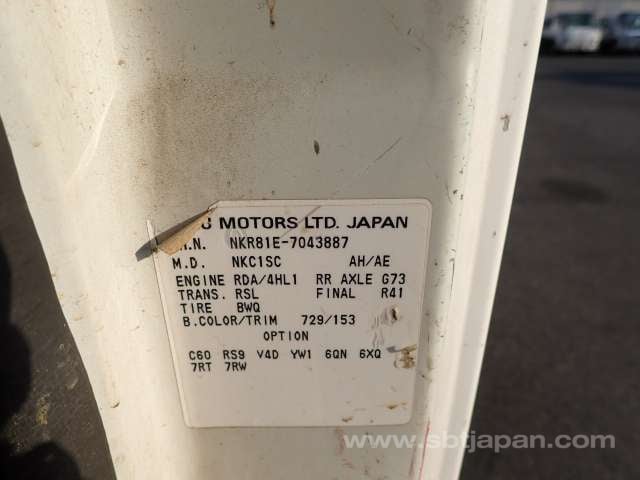 MOTORS LTD. JAPAN
.N. NKR81E-7043887
M.D. NKC1SC AH/AE
ENGINE RDA/4HL1 RR AXLE G73
TRANS. RSL FINAL R41
TIRE BWQ
B.COLOR/TRIM 729/153
OPTION
C60 RS9 V4D YW1 6QN 6XQ
7RT 7RW
www.sbtjapan.com